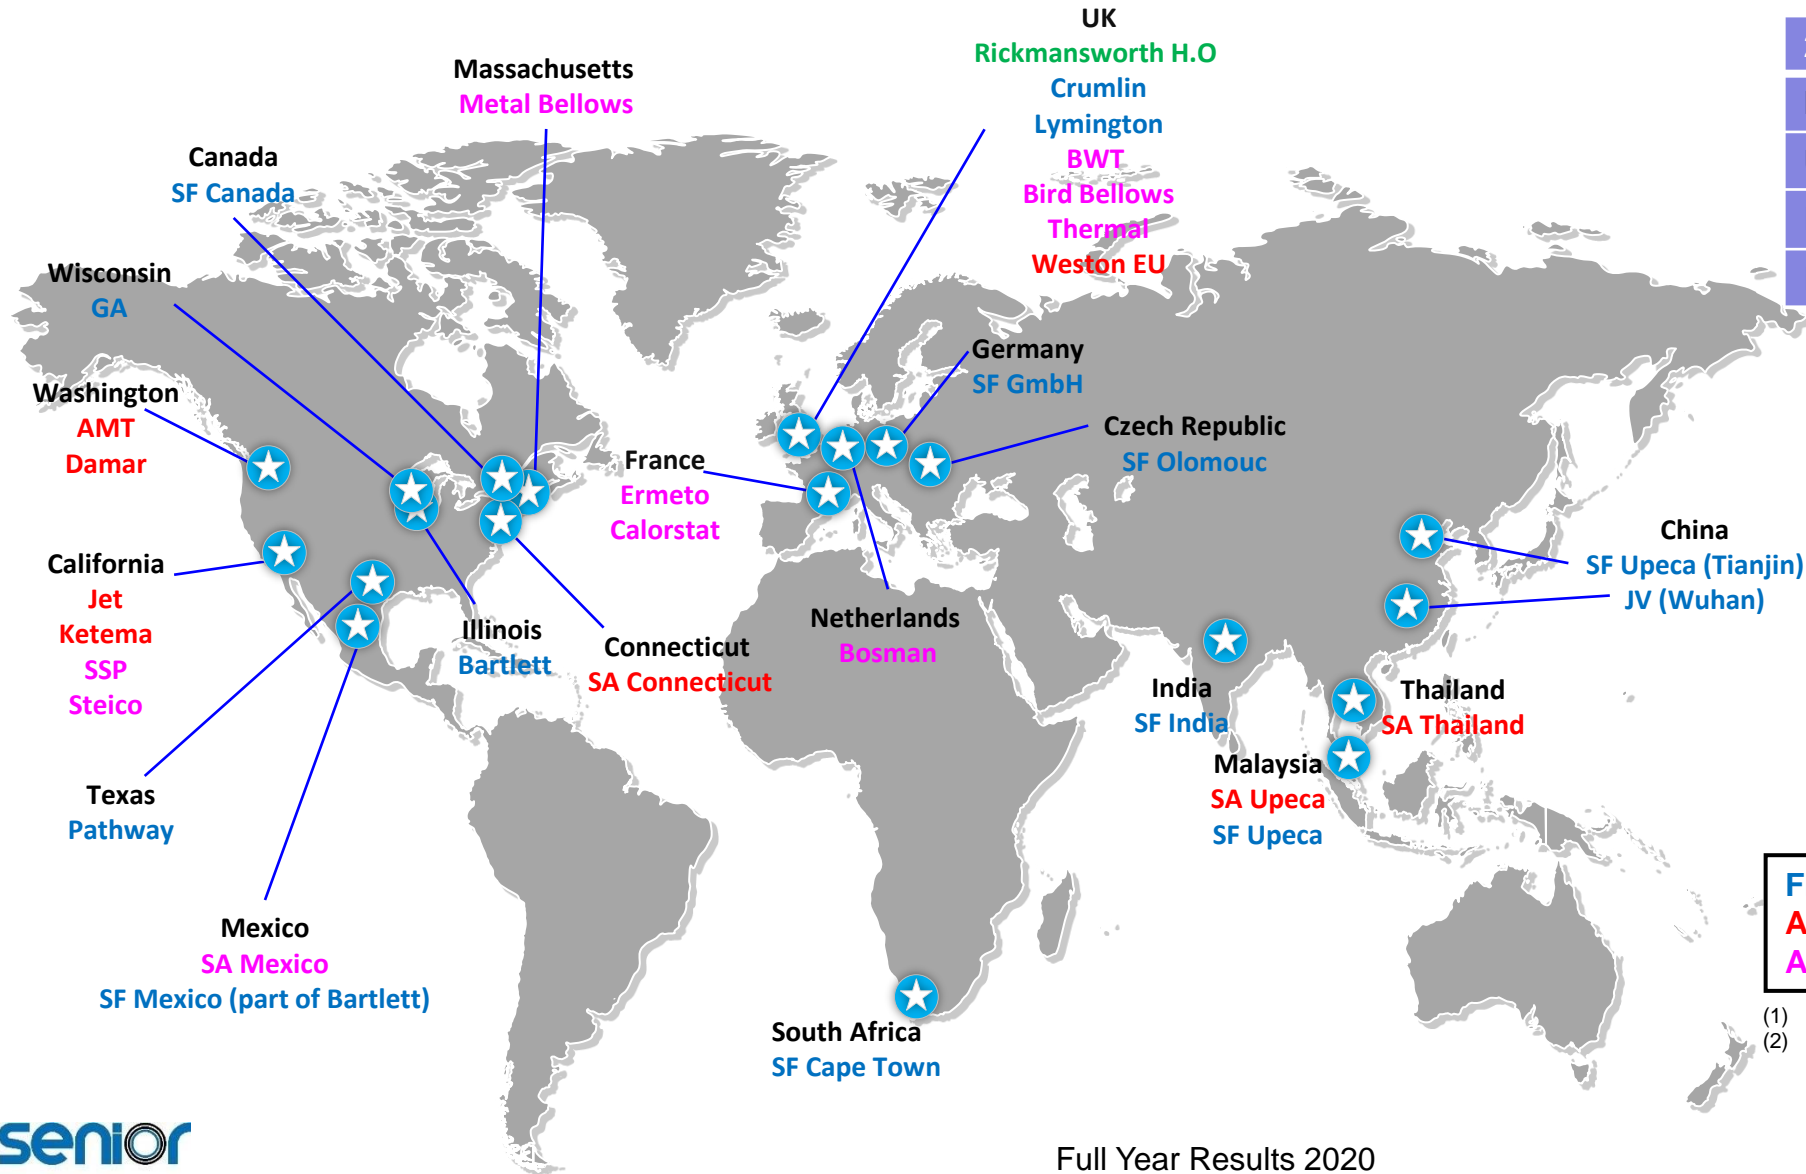 UK
Rickmansworth H.O
Crumlin
Lymington
BWT
Bird Bellows
Thermal
Weston EU
Massachusetts
Metal Bellows
Canada
SF Canada
Wisconsin
GA
Washington
AMT
Damar
Germany
SF GmbH
Czech Republic
SF Olomouc
France
Ermeto
Calorstat
California
Jet
Ketema
SSP
Steico
China
SF Upeca (Tianjin)
JV (Wuhan)
Illinois
Bartlett
Connecticut
SA Connecticut
Netherlands
Bosman
India
SF India
Thailand
SA Thailand
Malaysia
SA Upeca
SF Upeca
Texas
Pathway
Mexico
SA Mexico
SF Mexico (part of Bartlett)
South Africa
SF Cape Town
F
A
A
(1)
(2)
senior
Full Year Results 2020